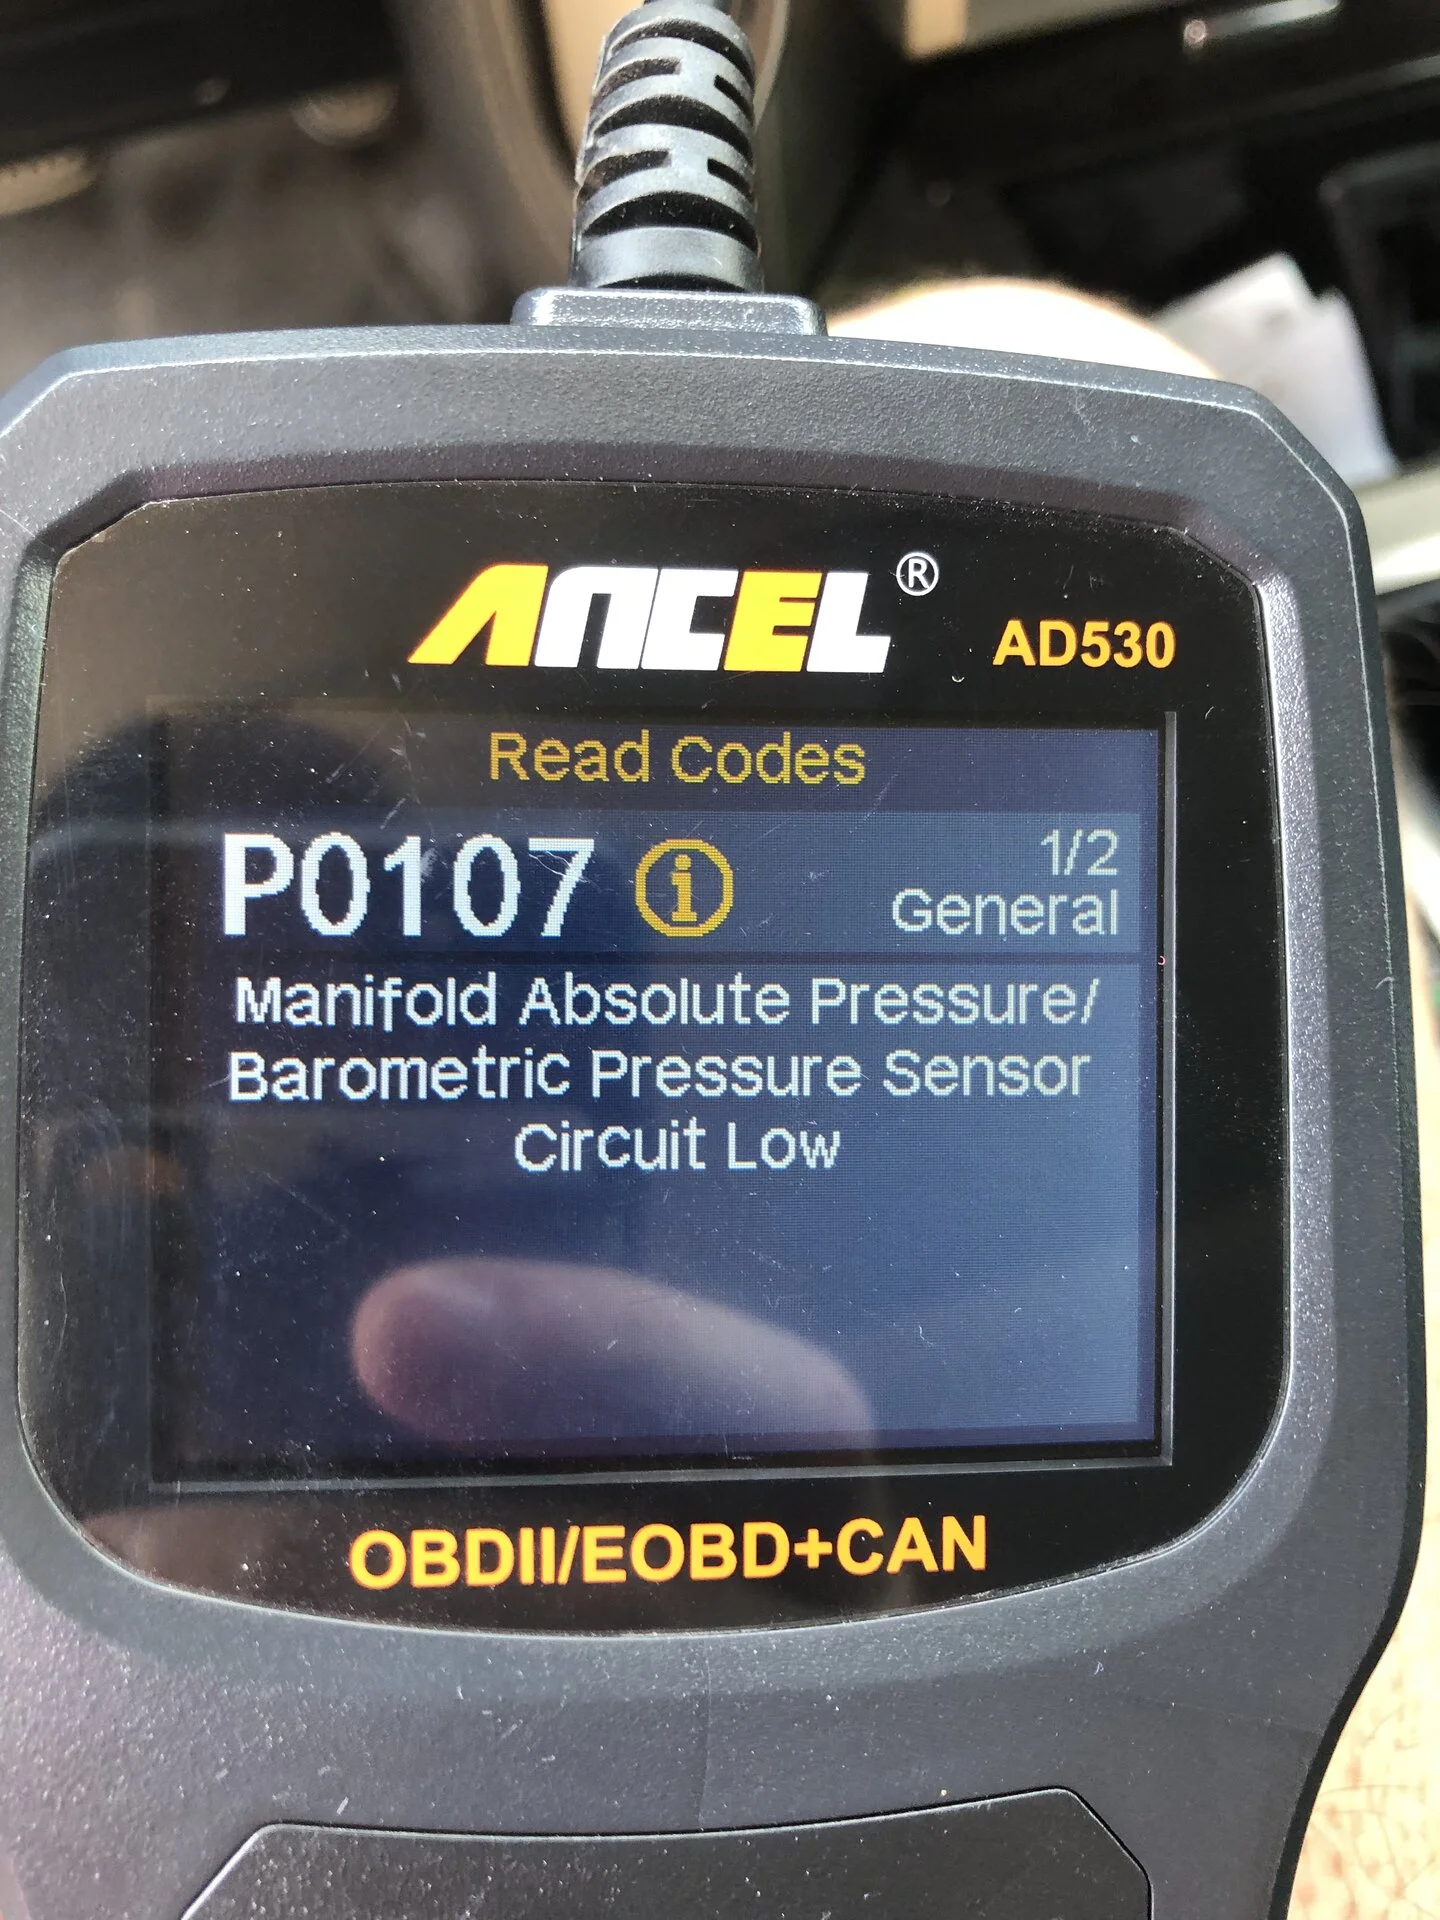 ANCEL®
AD530
Read Codes
P0107 i 1/2
General
Manifold Absolute Pressure/
Barometric Pressure Sensor
Circuit Low
OBDII/EOBD+CAN